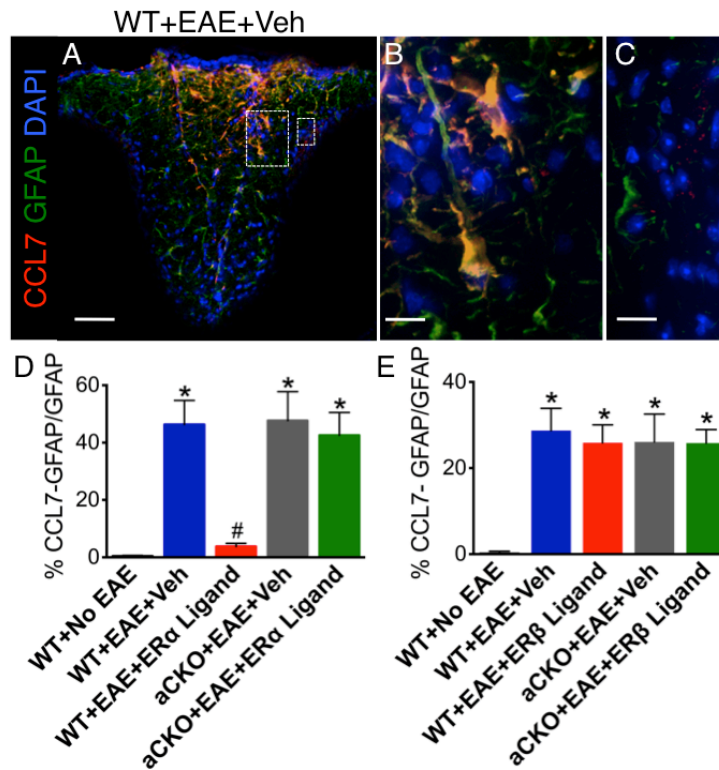 WT+EAE+Veh
CCL7 GFAP DAPI
A
B
C
D
% CCL7-GFAP/GFAP
60
40
20
0
*
#
*
*
WT+No EAE
WT+EAE+Veh
WT+EAE+ERα Ligand
aCKO+EAE+Veh
aCKO+EAE+ERα Ligand
E
% CCL7- GFAP/GFAP
40
20
0
*
*
*
*
WT+No EAE
WT+EAE+Veh
WT+EAE+ERβ Ligand
aCKO+EAE+Veh
aCKO+EAE+ERβ Ligand